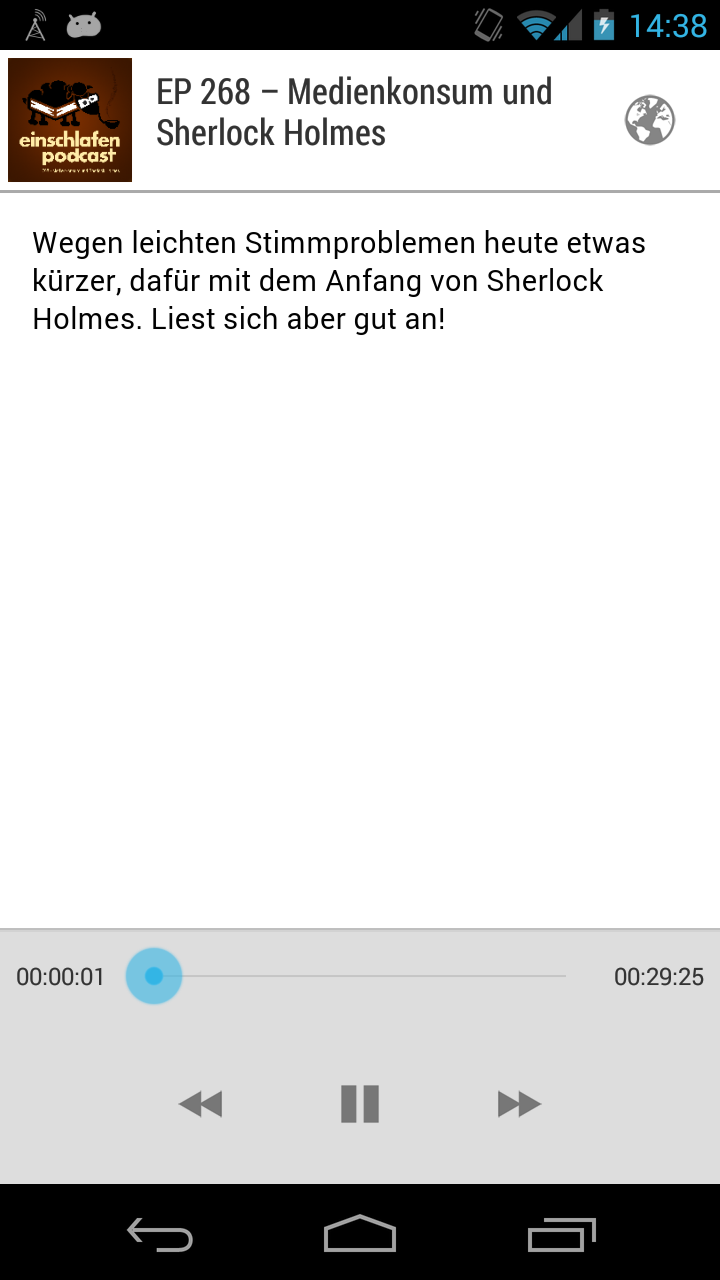 14:38
einschlafen
podcast
EP 268 – Medienkonsum und
Sherlock Holmes
Wegen leichten Stimmproblemen heute etwas
kürzer, dafür mit dem Anfang von Sherlock
Holmes. Liest sich aber gut an!
00:00:01
00:29:25